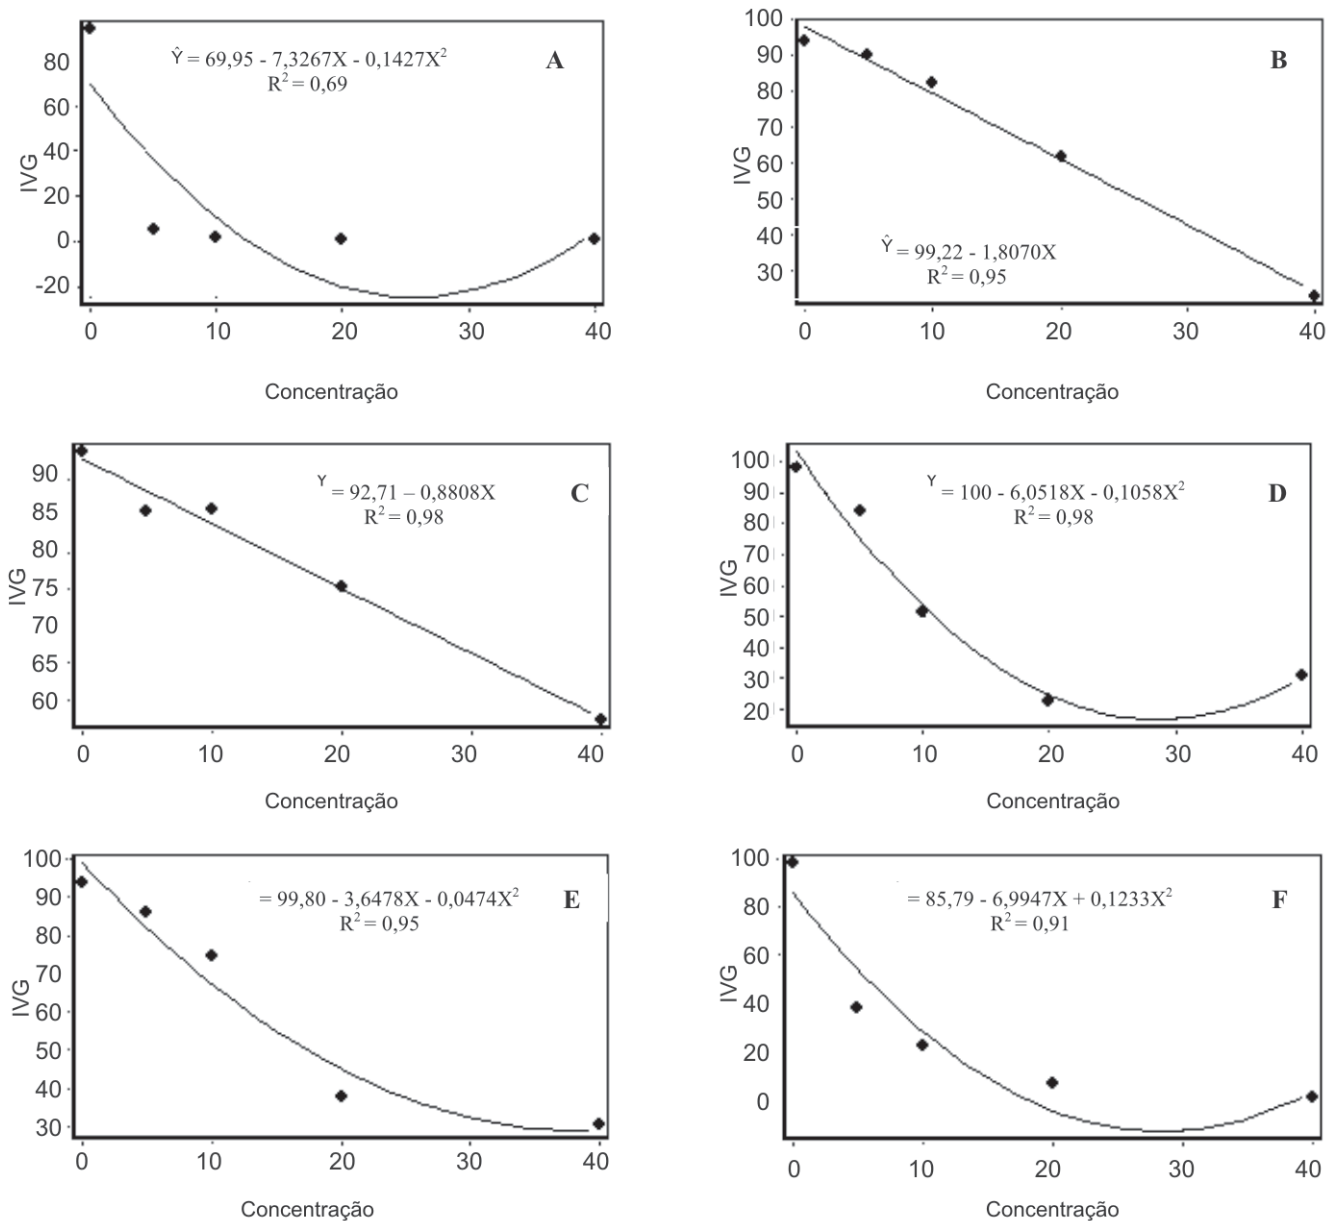 Ŷ = 69,95 - 7,3267X - 0,1427X²
R² = 0,69
A
80
60
40
20
0
-20
IVG
0 10 20 30 40
Concentração
B
100
90
80
70
60
50
40
30
IVG
Ŷ = 99,22 - 1,8070X
R² = 0,95
0 10 20 30 40
Concentração
Y = 92,71 – 0,8808X
R² = 0,98
C
90
85
80
75
70
65
60
IVG
0 10 20 30 40
Concentração
Y = 100 - 6,0518X - 0,1058X²
R² = 0,98
D
100
90
80
70
60
50
40
30
20
IVG
0 10 20 30 40
Concentração
= 99,80 - 3,6478X - 0,0474X²
R² = 0,95
E
100
90
80
70
60
50
40
30
IVG
0 10 20 30 40
Concentração
= 85,79 - 6,9947X + 0,1233X²
R² = 0,91
F
100
80
60
40
20
0
IVG
0 10 20 30 40
Concentração